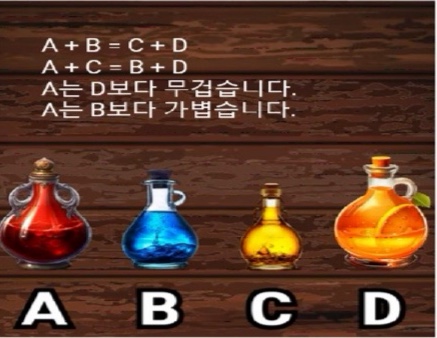 A + B = C + D
A + C = B + D
A는 D보다 무겁습니다.
A는 B보다 가볍습니다.
A B C D